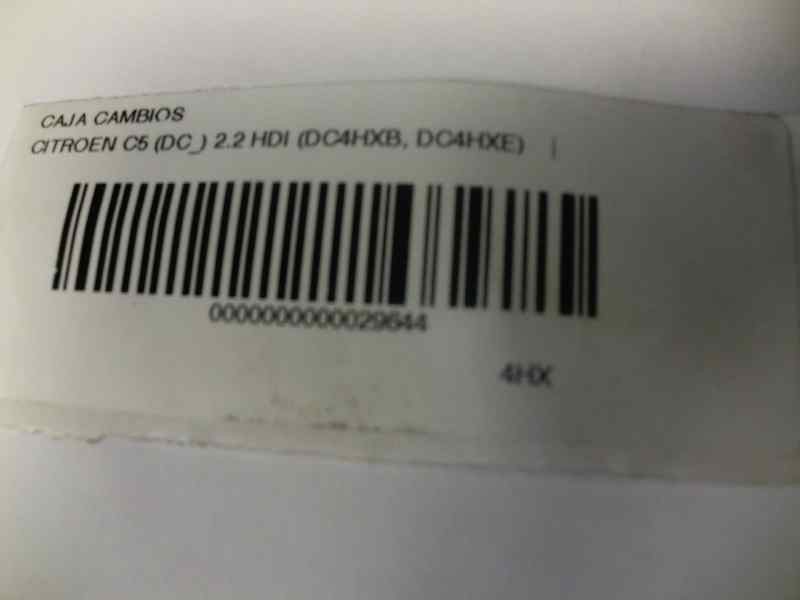 CAJA CAMBIOS
CITROEN C5 (DC_) 2.2 HDI (DC4HXB, DC4HXE) |
0000000000029644
4HX